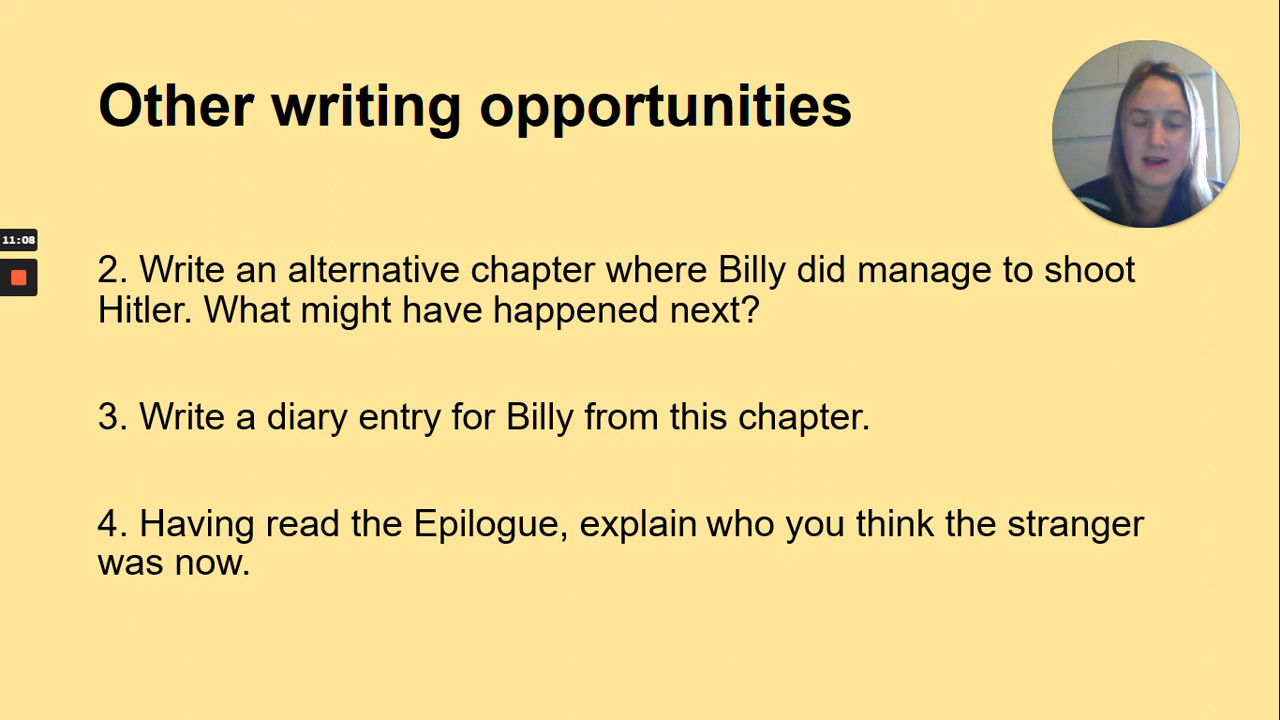 Other writing opportunities
11:08
2. Write an alternative chapter where Billy did manage to shoot
Hitler. What might have happened next?
3. Write a diary entry for Billy from this chapter.
4. Having read the Epilogue, explain who you think the stranger
was now.